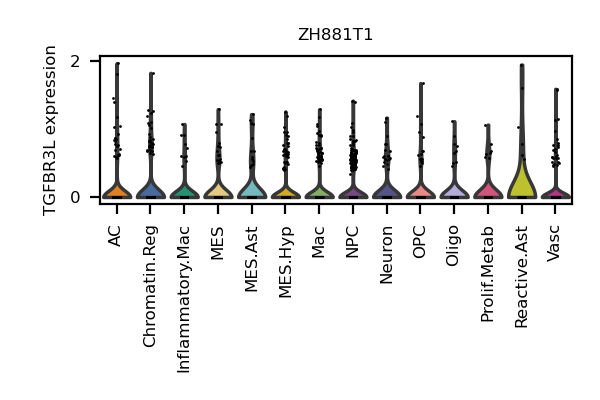 ZH881T1
TGFBR3L expression
2
0
AC
Chromatin.Reg
Inflammatory.Mac
MES
MES.Ast
MES.Hyp
Mac
NPC
Neuron
OPC
Oligo
Prolif.Metab
Reactive.Ast
Vasc